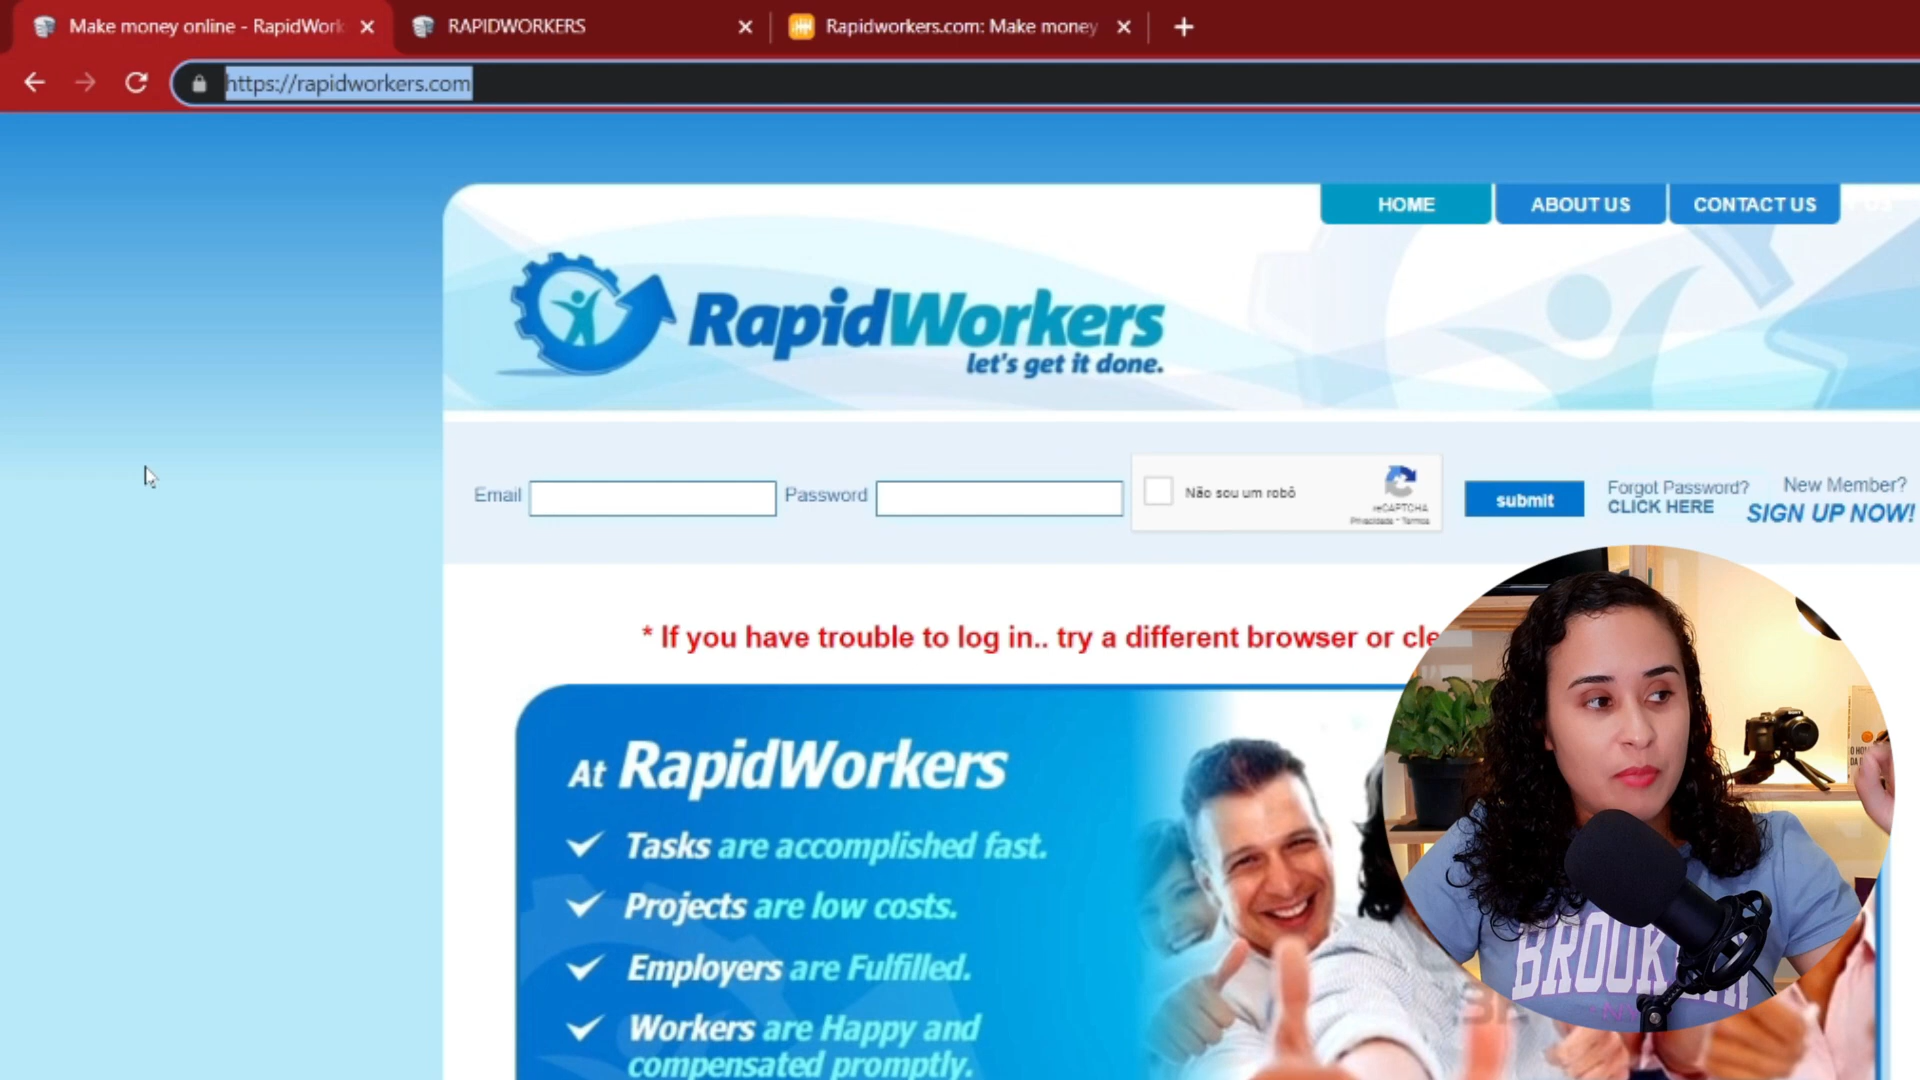 Make money online - RapidWork
RAPIDWORKERS
Rapidworkers.com: Make money
https://rapidworkers.com
HOME
ABOUT US
CONTACT US
RapidWorkers
let's get it done.
Email
Password
Não sou um robô
reCAPTCHA
Privacidade - Termos
submit
Forgot Password?
CLICK HERE
New Member?
SIGN UP NOW!
* If you have trouble to log in.. try a different browser or cle
At RapidWorkers
Tasks are accomplished fast.
Projects are low costs.
Employers are Fulfilled.
Workers are Happy and
compensated promptly.
SONY